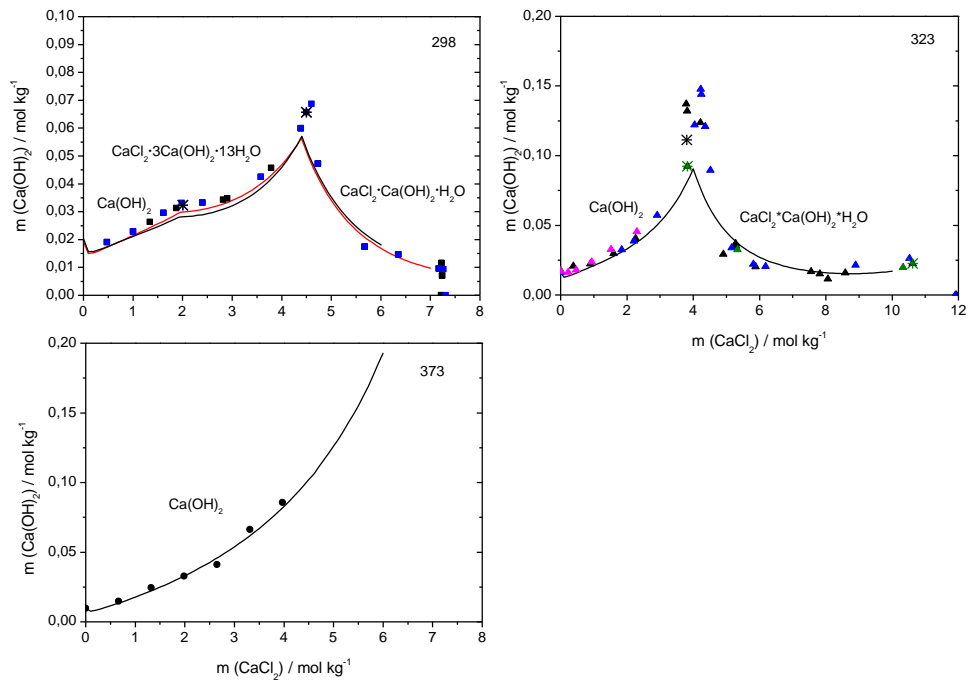 298
m (Ca(OH)₂) / mol kg⁻¹
0,10
0,09
0,08
0,07
0,06
0,05
0,04
0,03
0,02
0,01
0,00
CaCl₂·3Ca(OH)₂·13H₂O
Ca(OH)₂
CaCl₂·Ca(OH)₂·H₂O
0 1 2 3 4 5 6 7 8
m (CaCl₂) / mol kg⁻¹
323
m (Ca(OH)₂) / mol kg⁻¹
0,20
0,15
0,10
0,05
0,00
Ca(OH)₂
CaCl₂*Ca(OH)₂*H₂O
0 2 4 6 8 10 12
m (CaCl₂) / mol kg⁻¹
373
m (Ca(OH)₂) / mol kg⁻¹
0,20
0,15
0,10
0,05
0,00
Ca(OH)₂
0 1 2 3 4 5 6 7 8
m (CaCl₂) / mol kg⁻¹